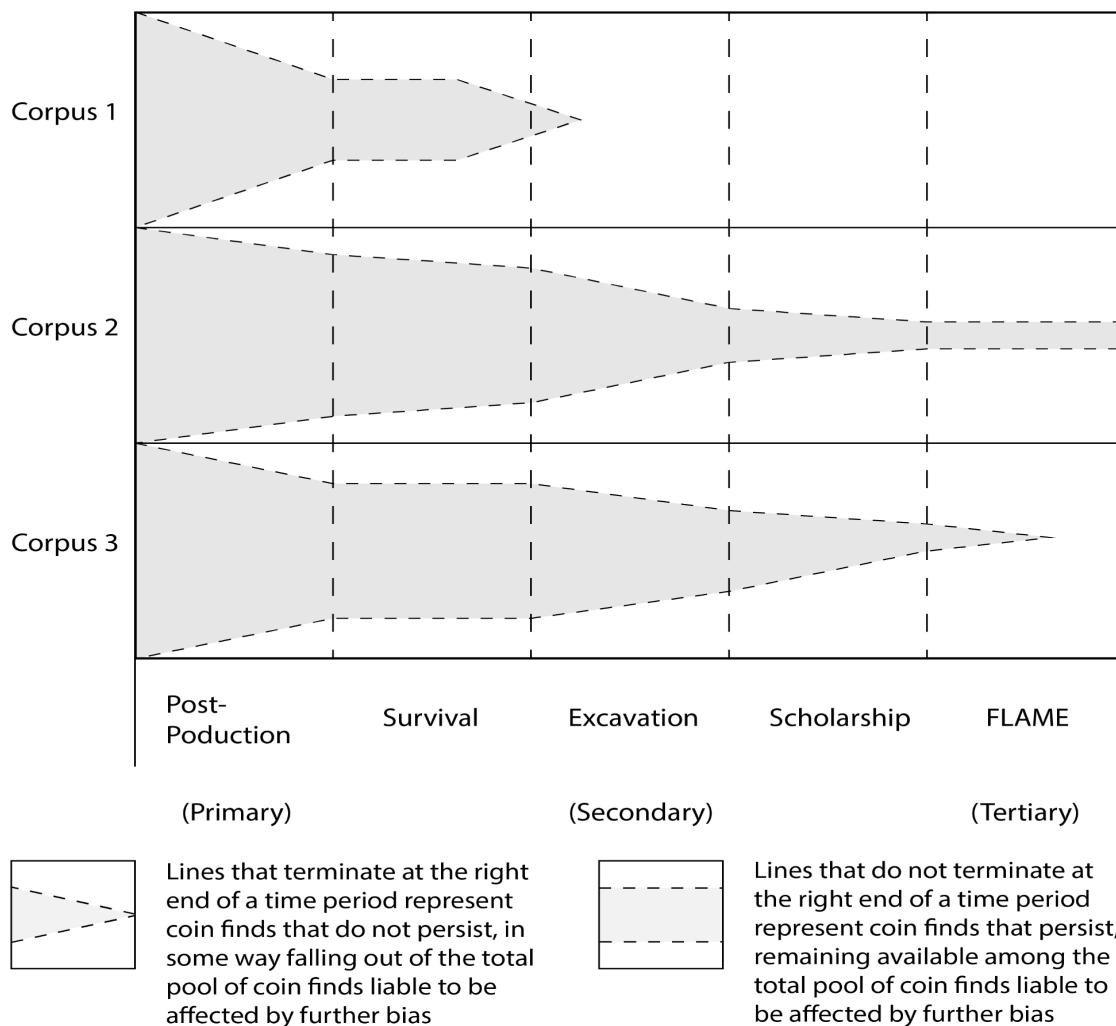 Corpus 1
Corpus 2
Corpus 3
Post-
Poduction
Survival
Excavation
Scholarship
FLAME
(Primary)
(Secondary)
(Tertiary)
Lines that terminate at the right
end of a time period represent
coin finds that do not persist, in
some way falling out of the total
pool of coin finds liable to be
affected by further bias
Lines that do not terminate at
the right end of a time period
represent coin finds that persist,
remaining available among the
total pool of coin finds liable to
be affected by further bias